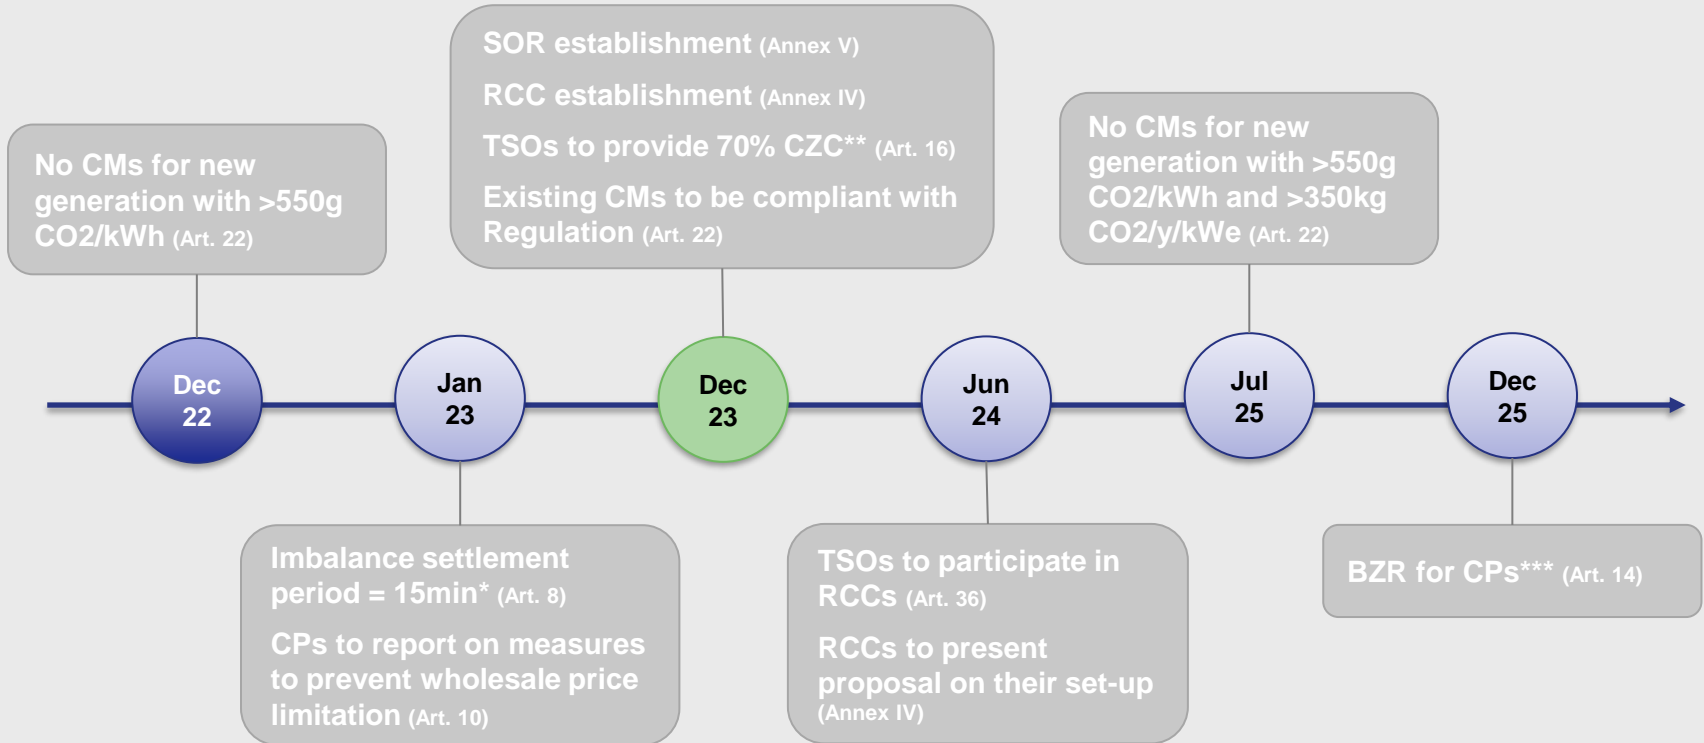 No CMs for new
generation with >550g
CO2/kWh (Art. 22)
Dec
22
Imbalance settlement
period = 15min* (Art. 8)
CPs to report on measures
to prevent wholesale price
limitation (Art. 10)
Jan
23
SOR establishment (Annex V)
RCC establishment (Annex IV)
TSOs to provide 70% CZC** (Art. 16)
Existing CMs to be compliant with
Regulation (Art. 22)
Dec
23
TSOs to participate in
RCCs (Art. 36)
RCCs to present
proposal on their set-up
(Annex IV)
Jun
24
No CMs for new
generation with >550g
CO2/kWh and >350kg
CO2/y/kWe (Art. 22)
Jul
25
BZR for CPs*** (Art. 14)
Dec
25